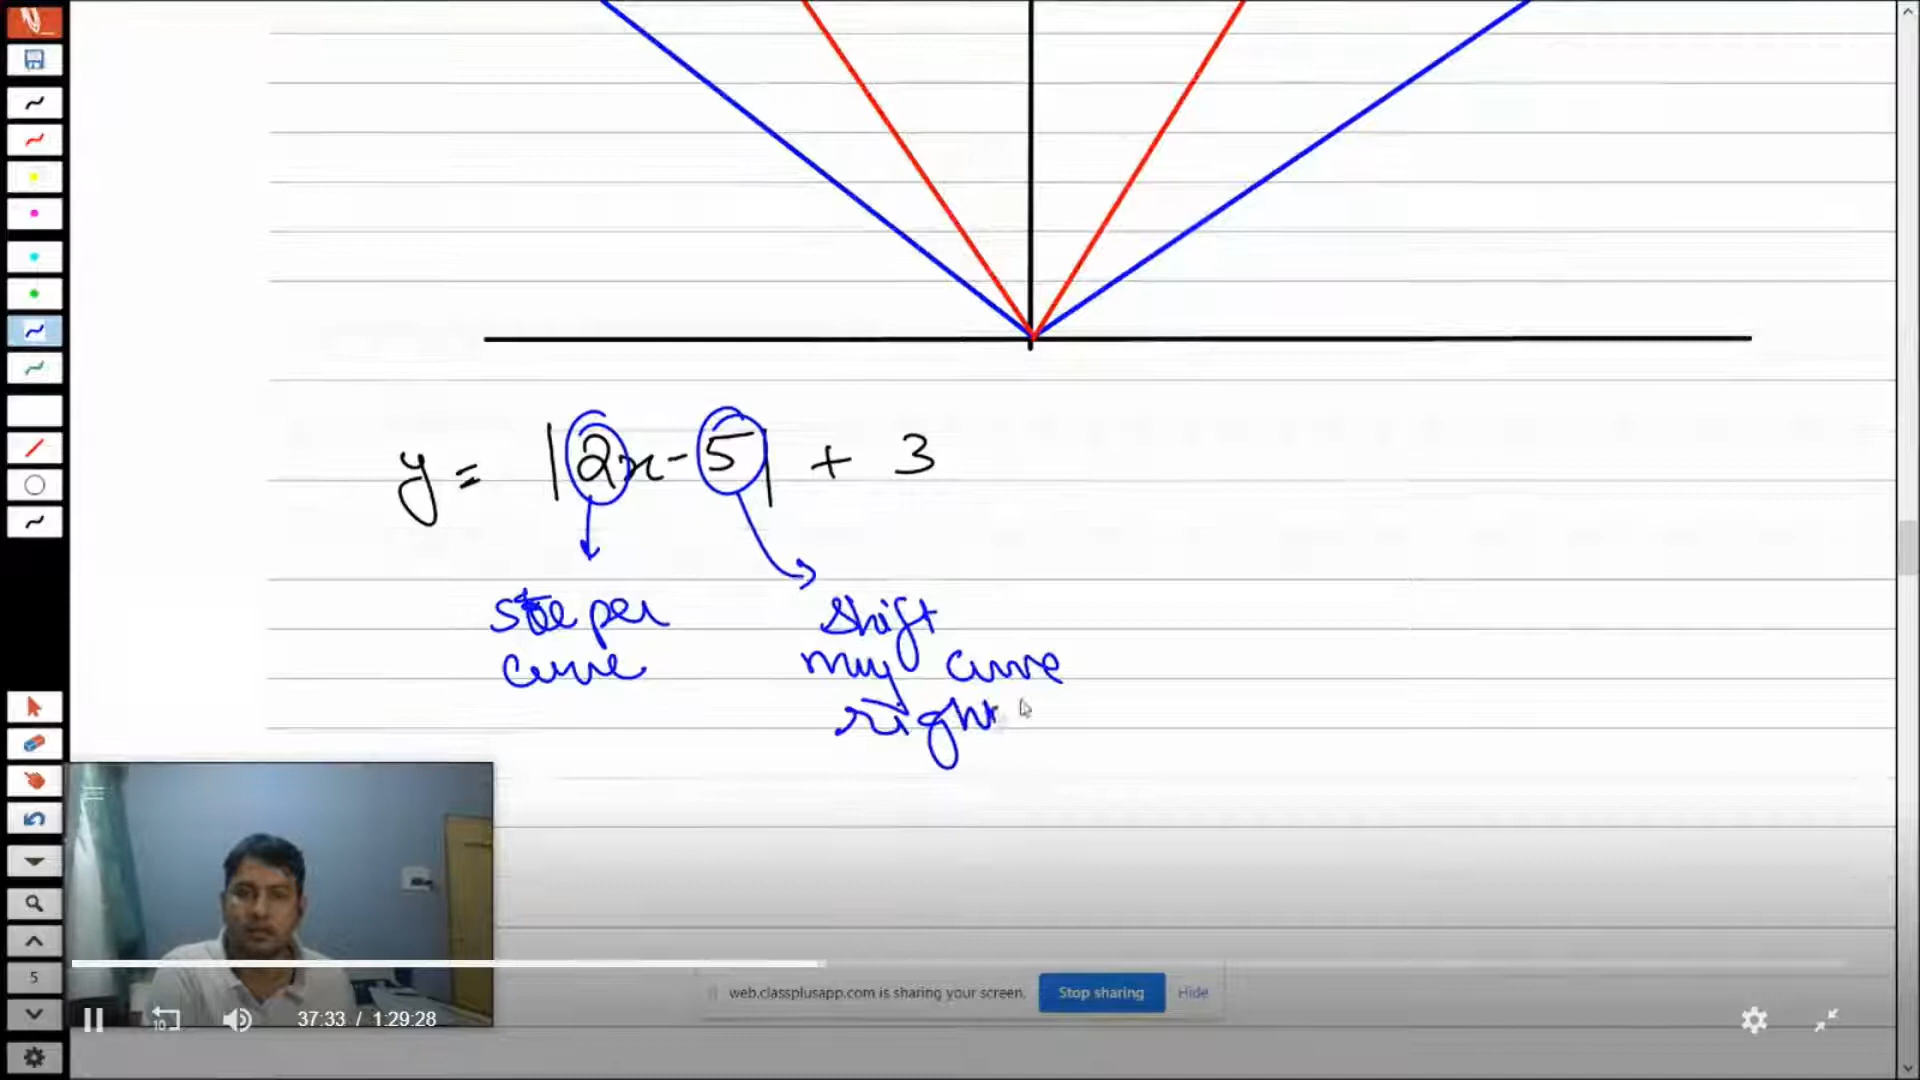 y = |2x - 5| + 3
steeper
curve
shift
my curve
right
5
web.classplusapp.com is sharing your screen.
Stop sharing
Hide
10
37:33 / 1:29:28